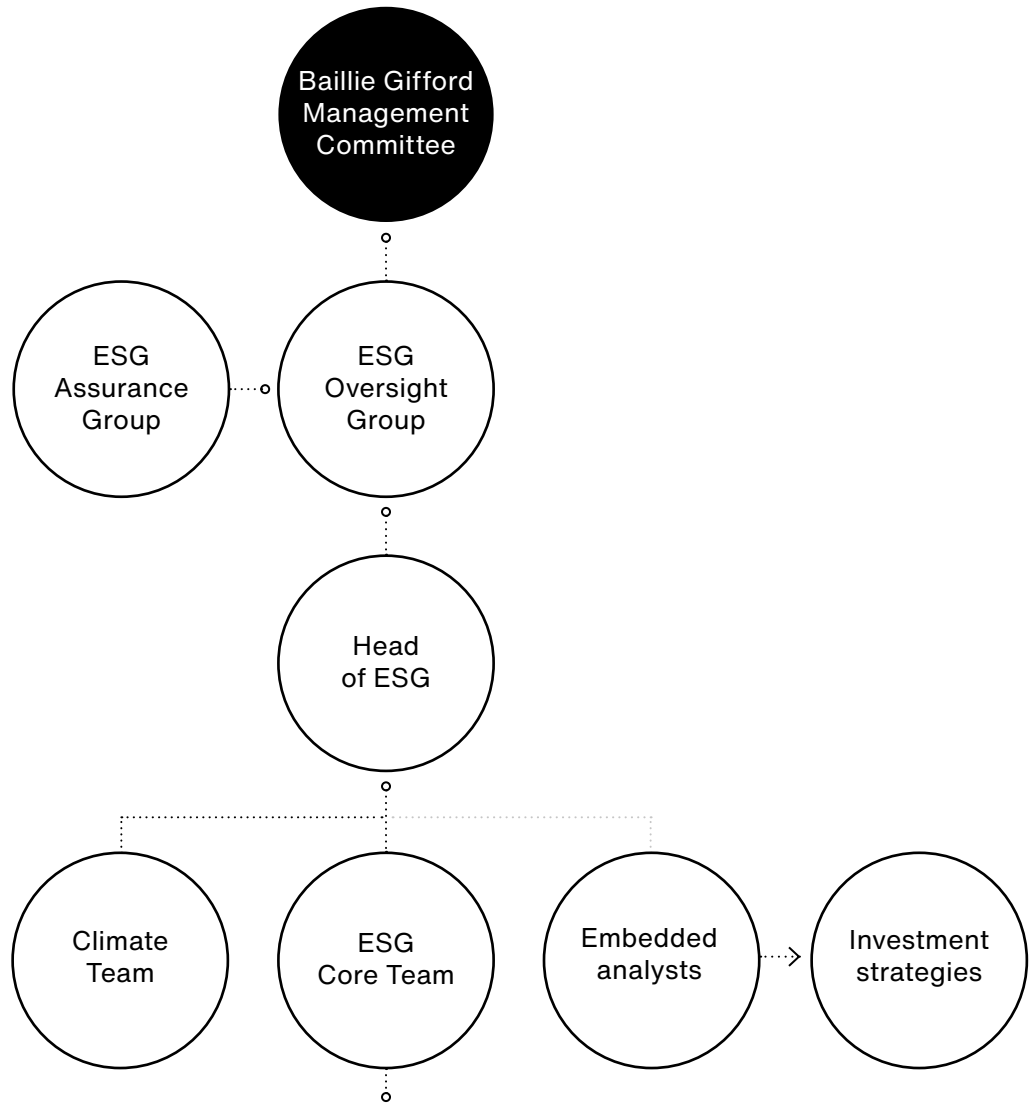 Baillie Gifford
Management
Committee
ESG
Assurance
Group
ESG
Oversight
Group
Head
of ESG
Climate
Team
ESG
Core Team
Embedded
analysts
Investment
strategies